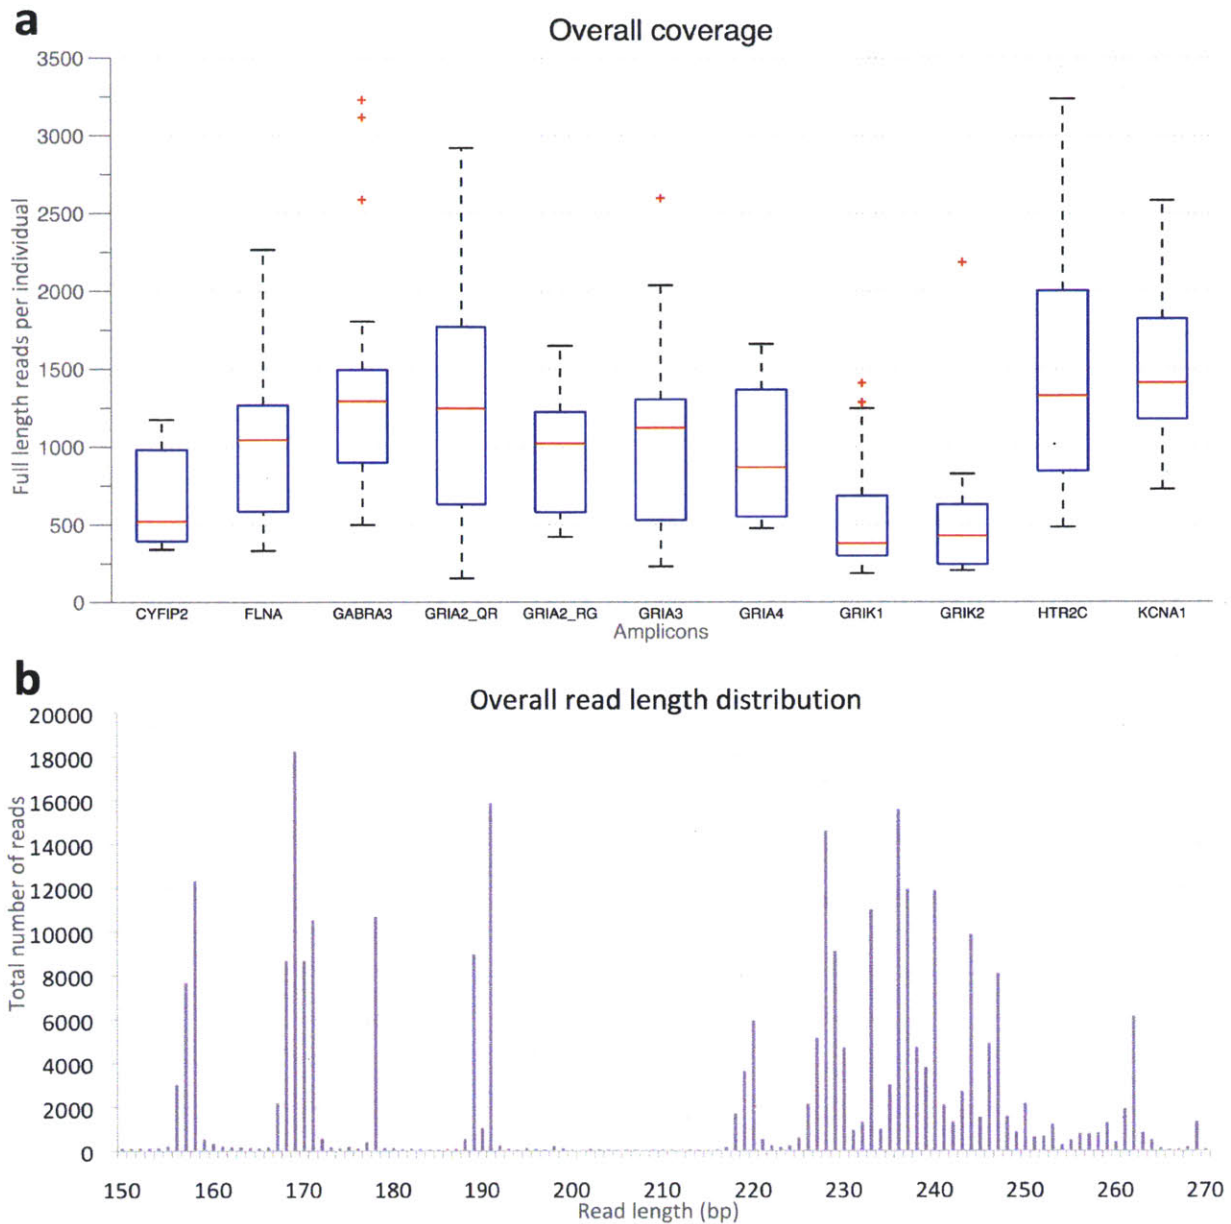 a
Overall coverage
Full length reads per individual
3500
3000
2500
2000
1500
1000
500
0
CYFIP2 FLNA GABRA3 GRIA2_QR GRIA2_RG GRIA3 GRIA4 GRIK1 GRIK2 HTR2C KCNA1
Amplicons
b
Overall read length distribution
Total number of reads
20000
18000
16000
14000
12000
10000
8000
6000
4000
2000
0
150 160 170 180 190 200 210 220 230 240 250 260 270
Read length (bp)